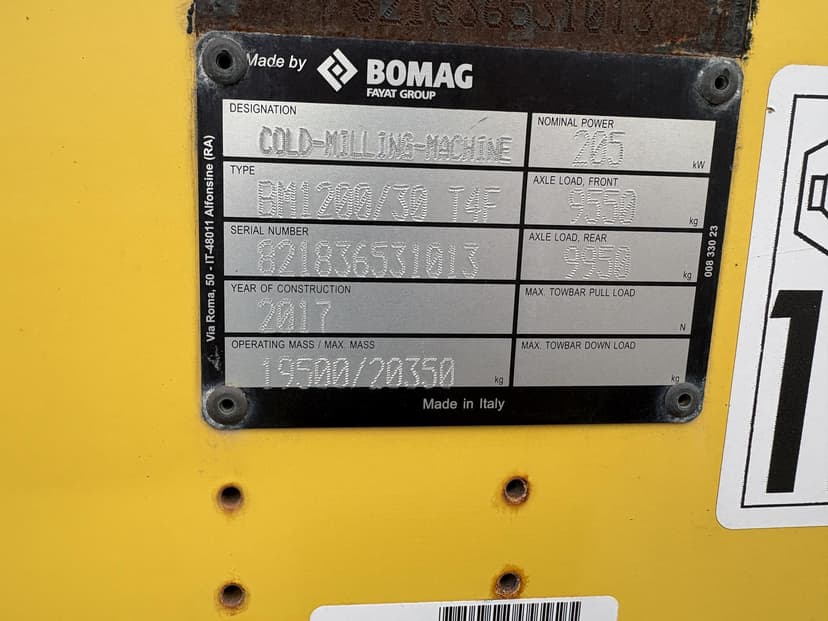 821836531013
Made by BOMAG
FAYAT GROUP
DESIGNATION
COLD-MILLING-MACHINE
NOMINAL POWER
205 kW
TYPE
BM1200/30 T4F
AXLE LOAD, FRONT
9550 kg
SERIAL NUMBER
821836531013
AXLE LOAD, REAR
9950 kg
YEAR OF CONSTRUCTION
2017
MAX. TOWBAR PULL LOAD
N
OPERATING MASS / MAX. MASS
19500/20350 kg
MAX. TOWBAR DOWN LOAD
kg
Made in Italy
Via Roma, 50 - IT-48011 Alfonsine (RA)
008 330 23
1